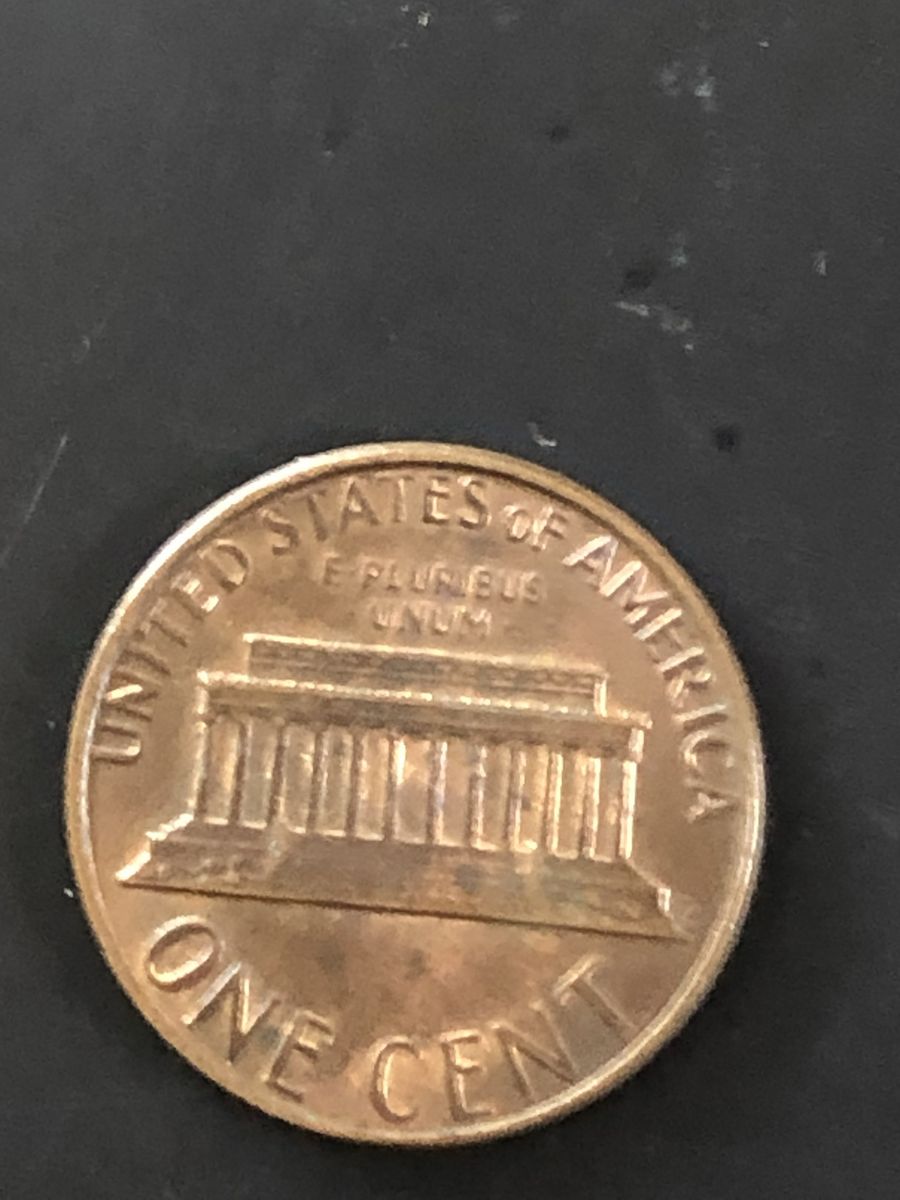 UNITED STATES OF AMERICA
E·PLURIBUS
UNUM
ONE CENT